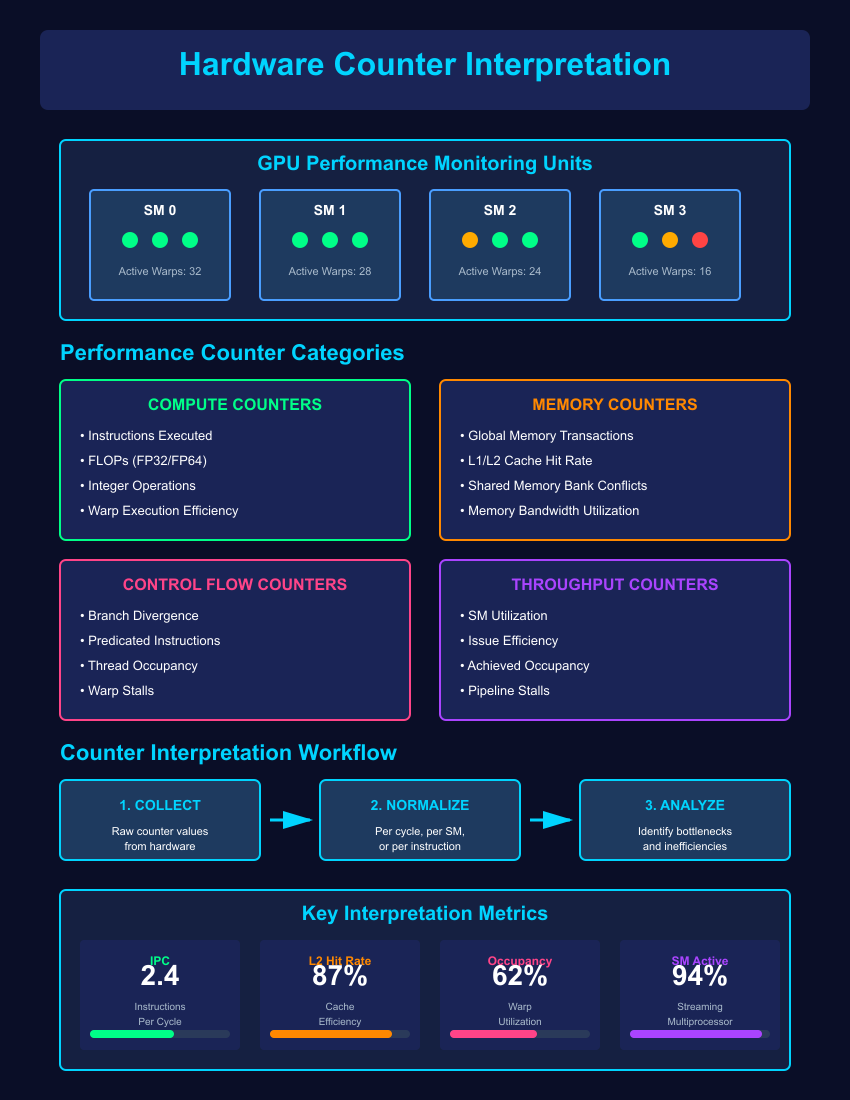 Hardware Counter Interpretation
GPU Performance Monitoring Units
SM 0
Active Warps: 32
SM 1
Active Warps: 28
SM 2
Active Warps: 24
SM 3
Active Warps: 16
Performance Counter Categories
COMPUTE COUNTERS
• Instructions Executed
• FLOPs (FP32/FP64)
• Integer Operations
• Warp Execution Efficiency
MEMORY COUNTERS
• Global Memory Transactions
• L1/L2 Cache Hit Rate
• Shared Memory Bank Conflicts
• Memory Bandwidth Utilization
CONTROL FLOW COUNTERS
• Branch Divergence
• Predicated Instructions
• Thread Occupancy
• Warp Stalls
THROUGHPUT COUNTERS
• SM Utilization
• Issue Efficiency
• Achieved Occupancy
• Pipeline Stalls
Counter Interpretation Workflow
1. COLLECT
Raw counter values
from hardware
2. NORMALIZE
Per cycle, per SM,
or per instruction
3. ANALYZE
Identify bottlenecks
and inefficiencies
Key Interpretation Metrics
IPC
2.4
Instructions
Per Cycle
L2 Hit Rate
87%
Cache
Efficiency
Occupancy
62%
Warp
Utilization
SM Active
94%
Streaming
Multiprocessor